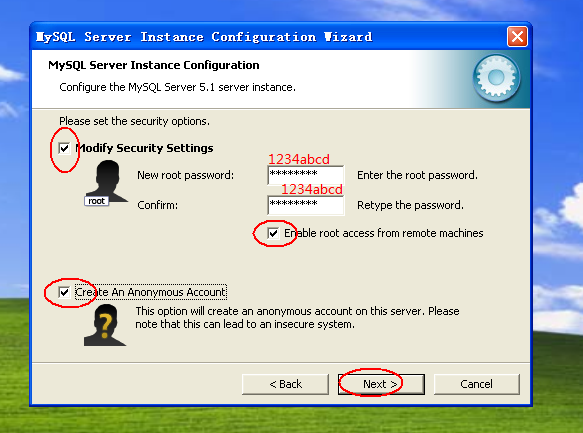 MySQL Server Instance Configuration Wizard
MySQL Server Instance Configuration
Configure the MySQL Server 5.1 server instance.
Please set the security options.
Modify Security Settings
1234abcd
root
New root password: ******** Enter the root password.
1234abcd
Confirm: ******** Retype the password.
Enable root access from remote machines
Create An Anonymous Account
This option will create an anonymous account on this server. Please
note that this can lead to an insecure system.
< Back Next > Cancel